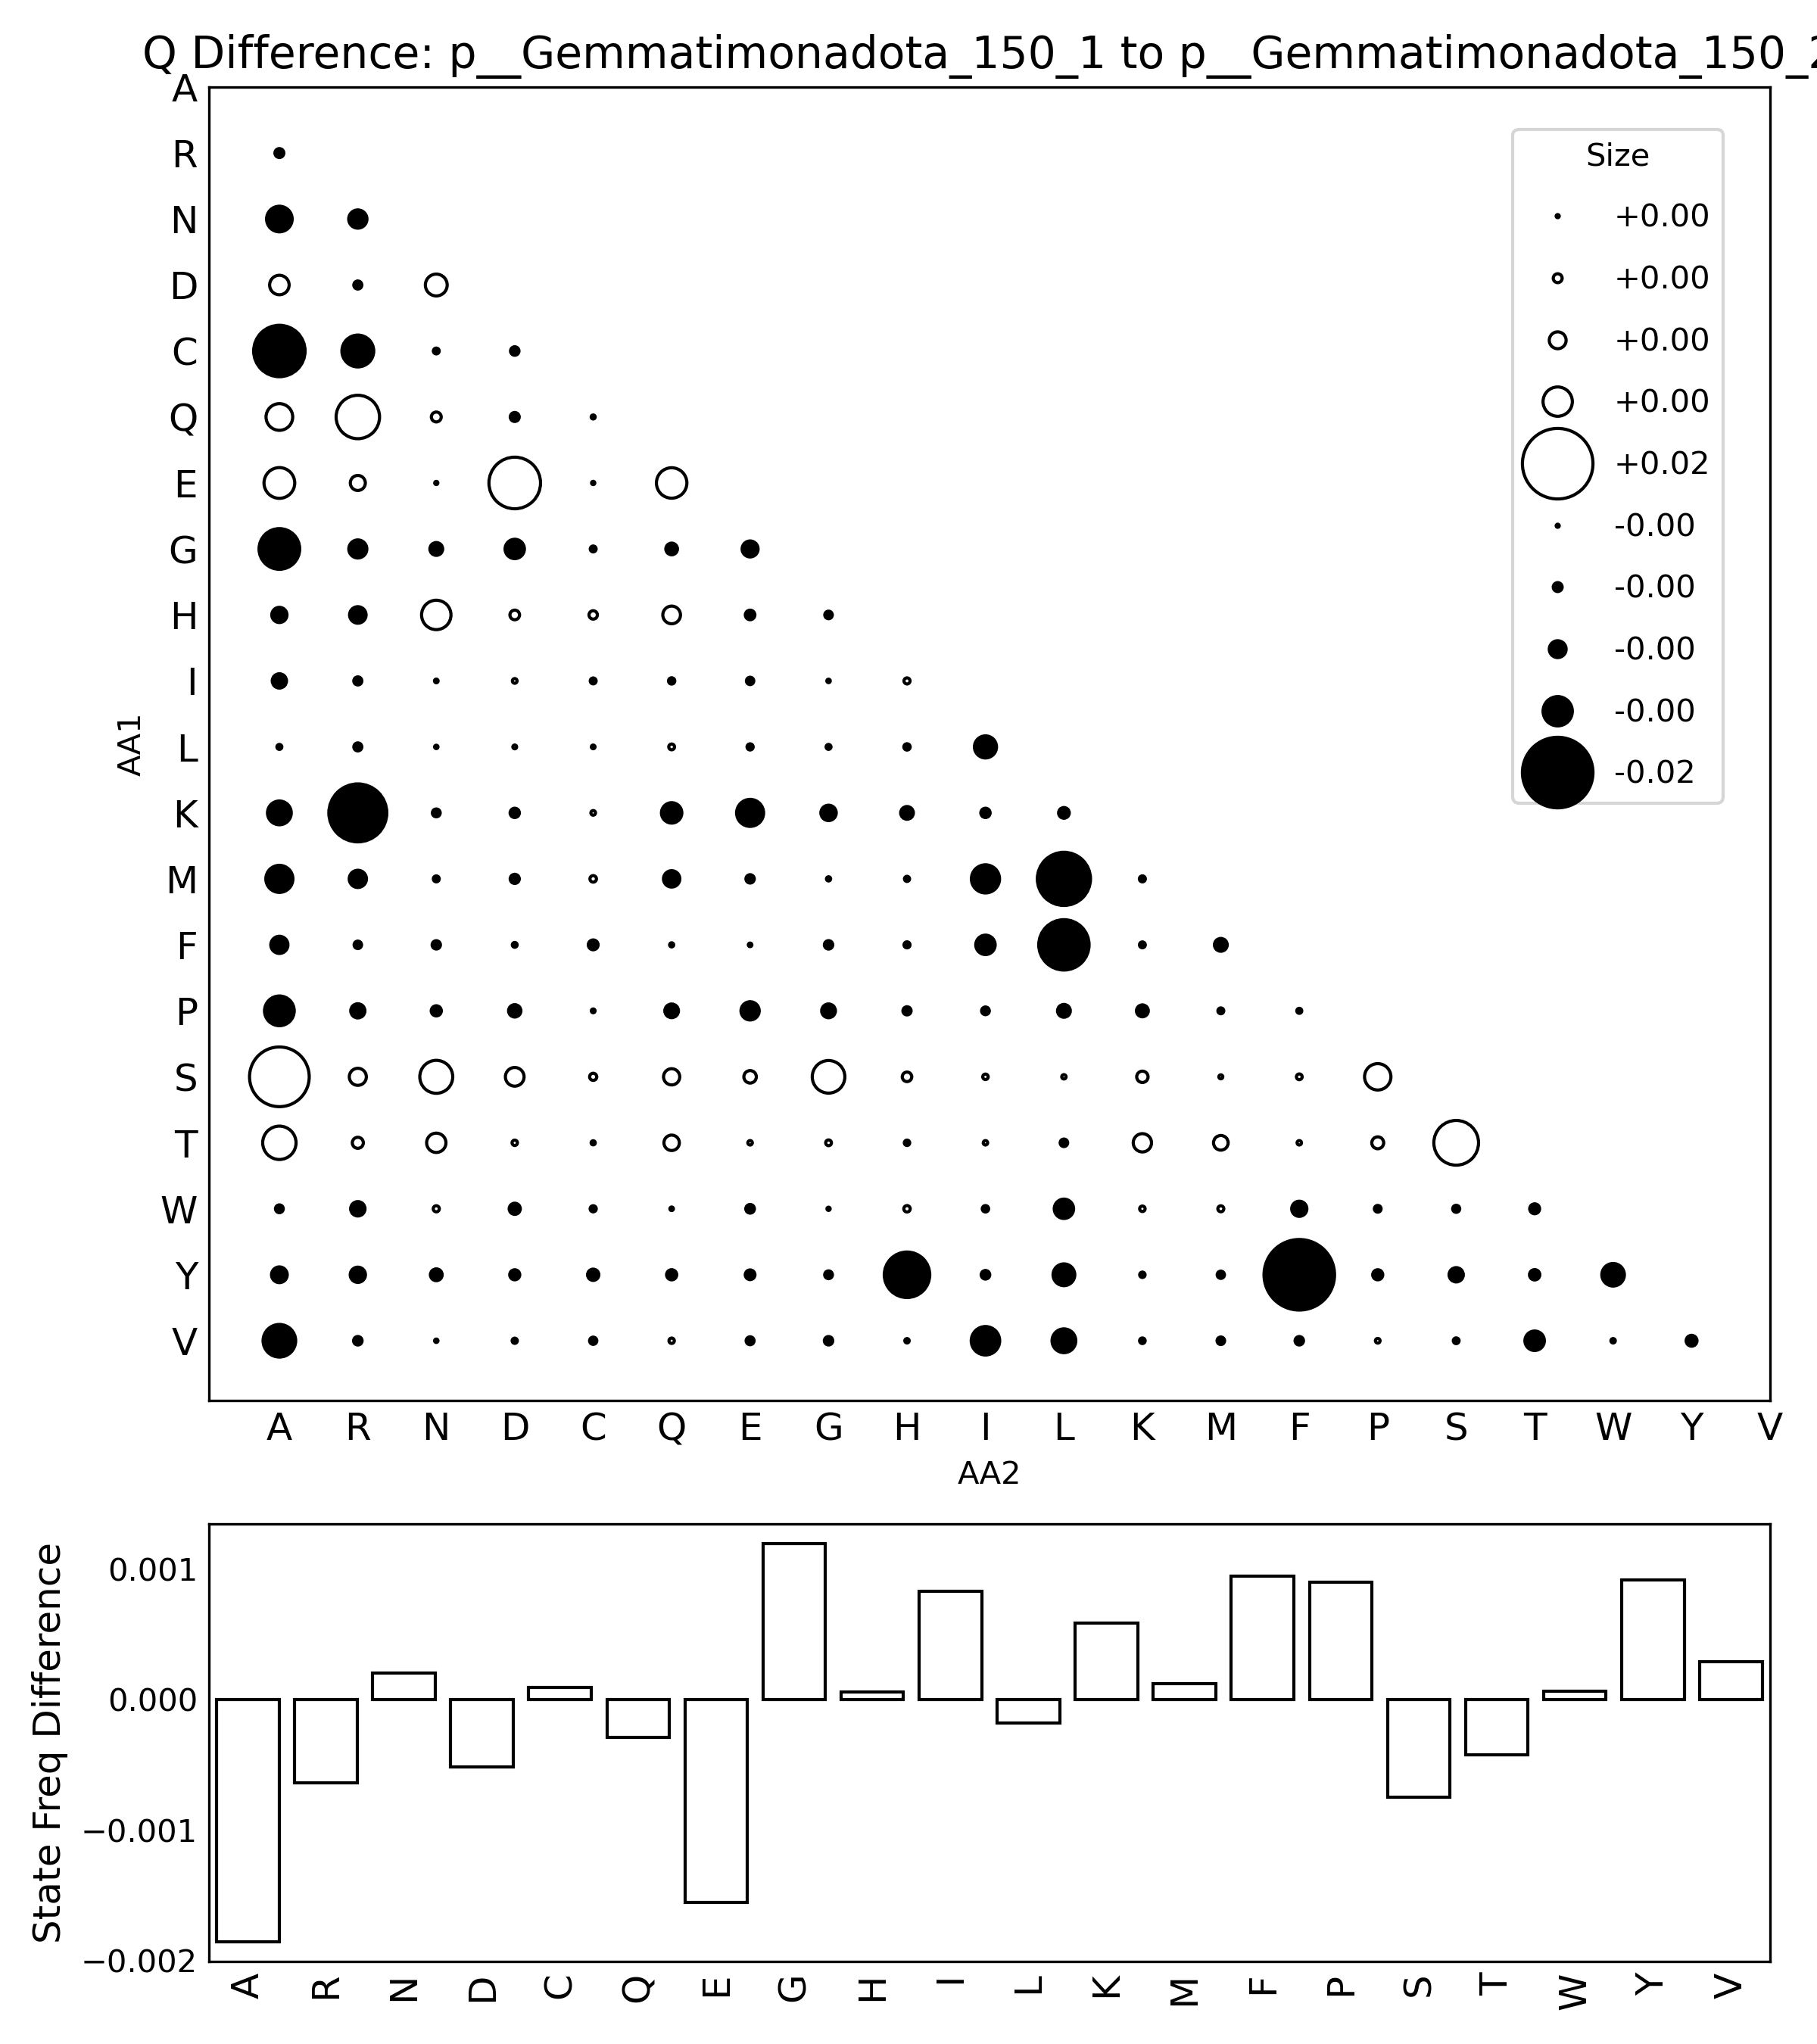 Q Difference: p__Gemmatimonadota_150_1 to p__Gemmatimonadota_150_
A
R
N
D
C
Q
E
G
H
I
L
K
M
F
P
S
T
W
Y
V
AA1
Size
+0.00
+0.00
+0.00
+0.00
+0.02
-0.00
-0.00
-0.00
-0.00
-0.02
A R N D C Q E G H I L K M F P S T W Y V
AA2
State Freq Difference
0.001
0.000
−0.001
−0.002
A R N D C Q E G H I L K M F P S T W Y V